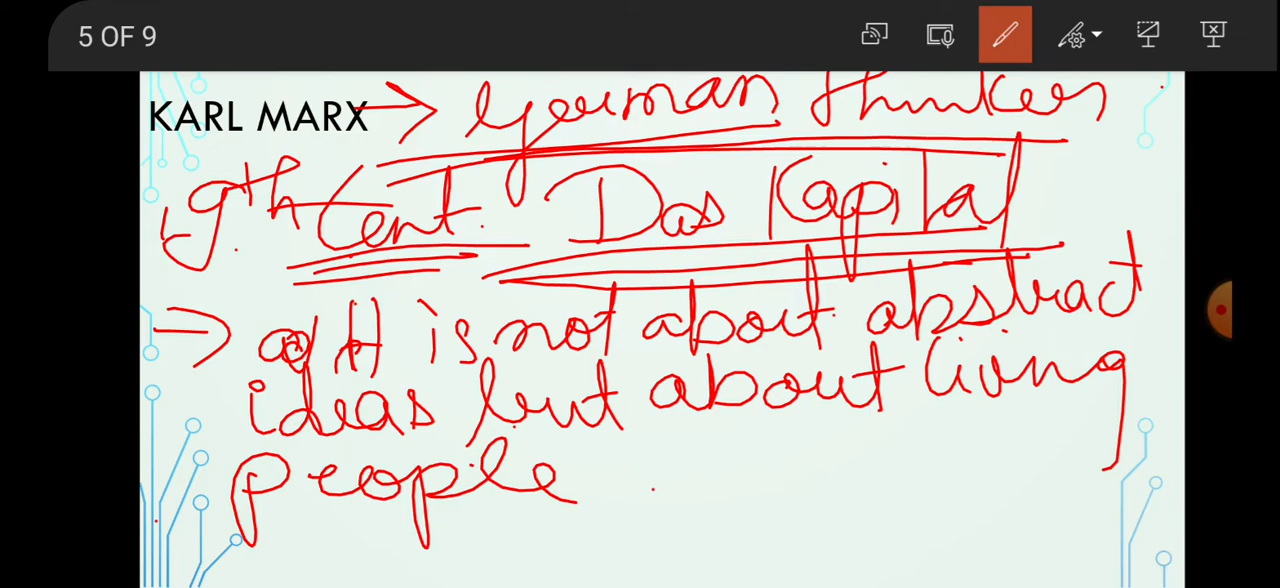 5 OF 9
KARL MARX → German thinker
19th Cent. Das Kapital
→ It is not about abstract
ideas but about living
people